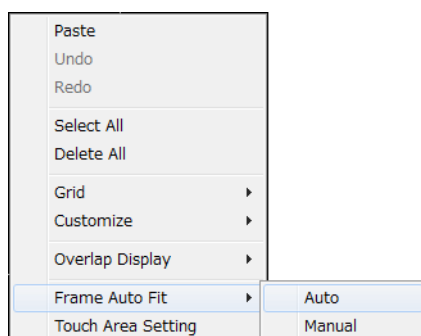 Paste
Undo
Redo
Select All
Delete All
Grid
Customize
Overlap Display
Frame Auto Fit
Auto
Touch Area Setting
Manual